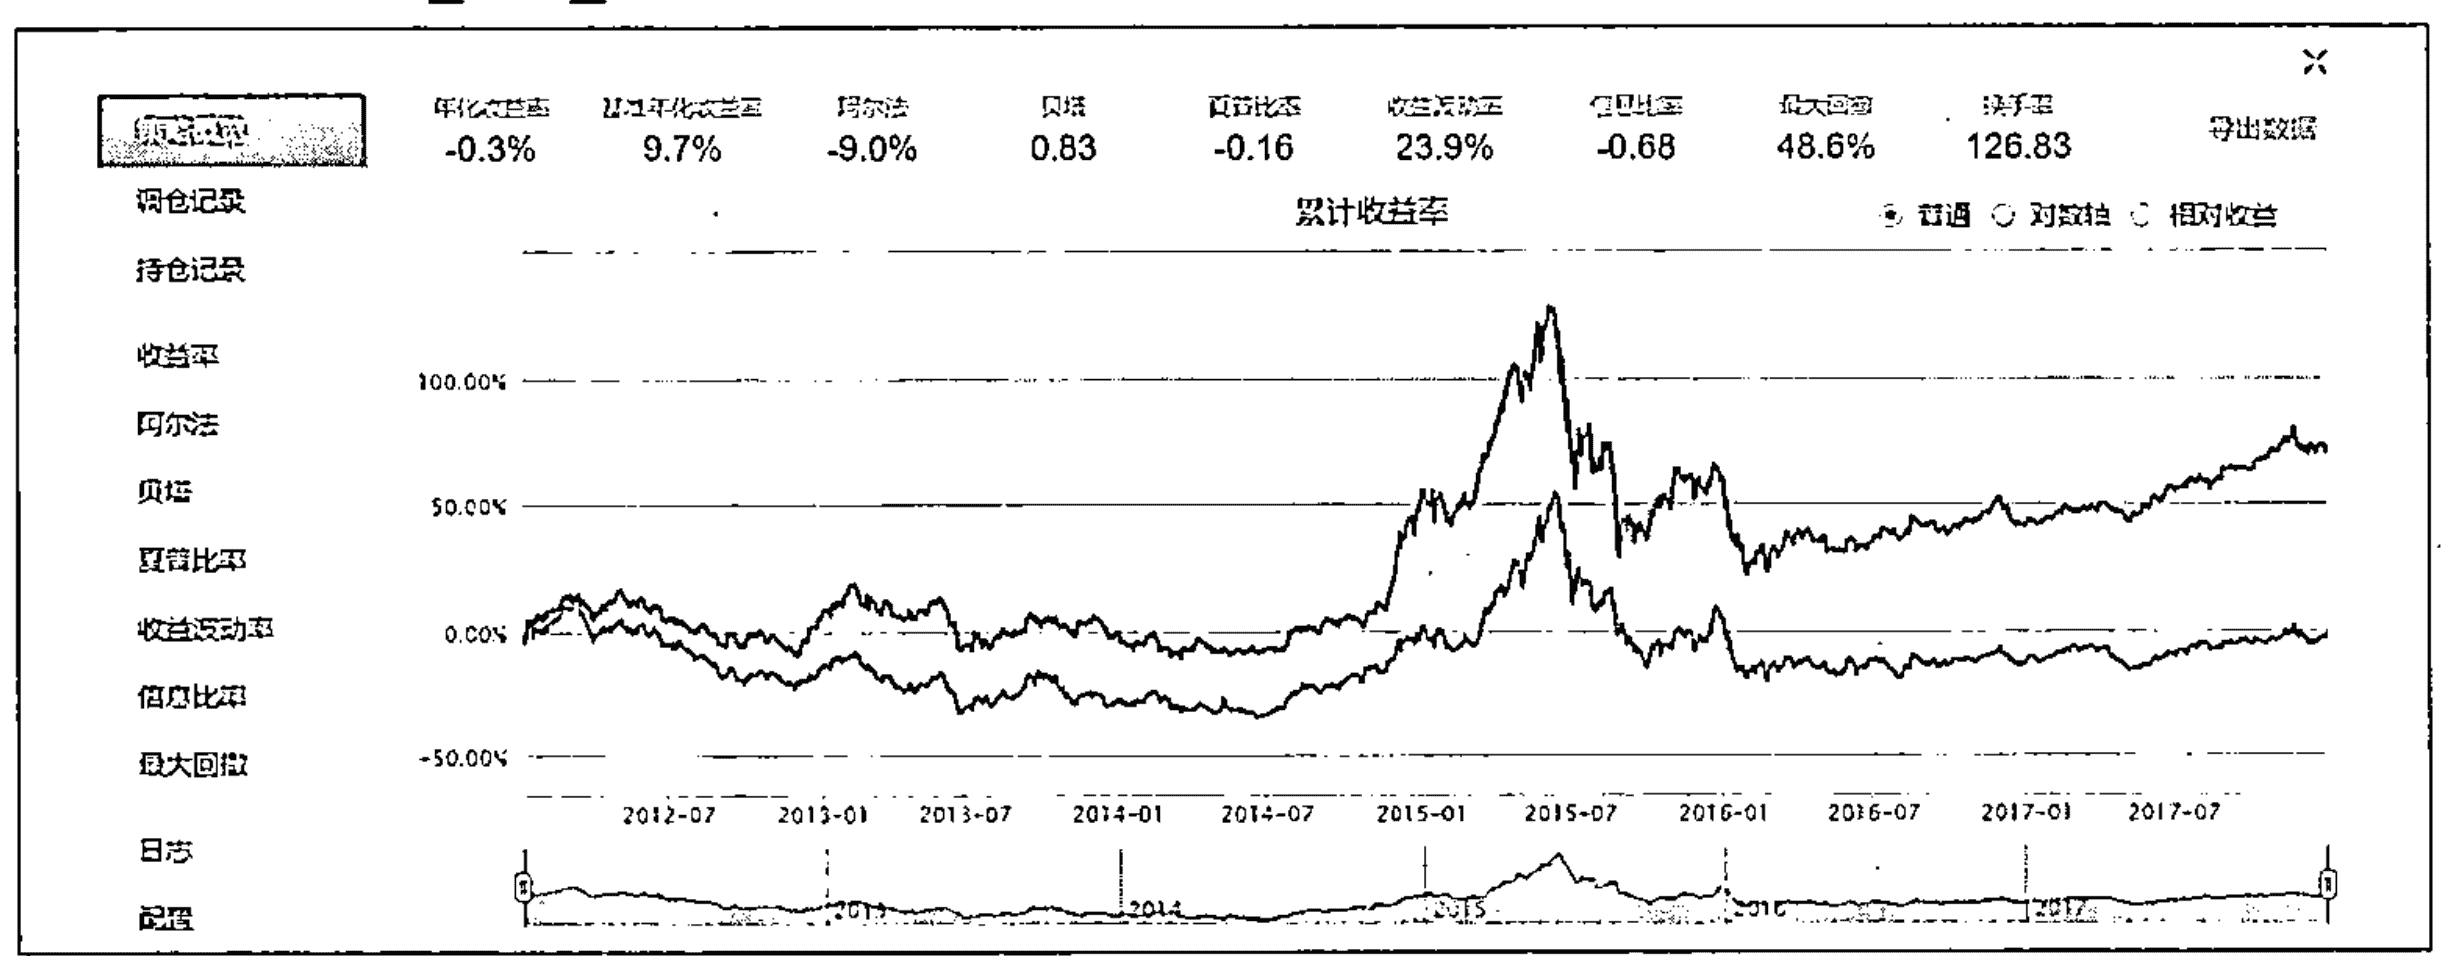 年化收益率 基准年化收益率 阿尔法 贝塔 夏普比率 收益波动率 信息比率 最大回撤 换手率
-0.3% 9.7% -9.0% 0.83 -0.16 23.9% -0.68 48.6% 126.83
导出数据
调仓记录
累计收益率
普通 对数轴 相对收益
持仓记录
收益率
100.00%
阿尔法
贝塔
50.00%
夏普比率
收益波动率
0.00%
信息比率
最大回撤
-50.00%
2012-07 2013-01 2013-07 2014-01 2014-07 2015-01 2015-07 2016-01 2016-07 2017-01 2017-07
日志
2013 2014 2015 2016 2017
配置